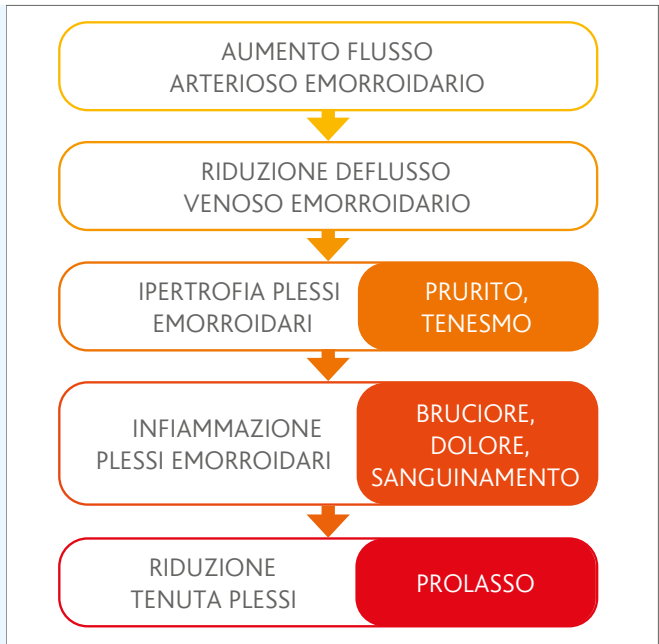 AUMENTO FLUSSO
ARTERIOSO EMORROIDARIO
RIDUZIONE DEFLUSSO
VENOSO EMORROIDARIO
IPERTROFIA PLESSI
EMORROIDARI
PRURITO,
TENESMO
INFIAMMAZIONE
PLESSI EMORROIDARI
BRUCIORE,
DOLORE,
SANGUINAMENTO
RIDUZIONE
TENUTA PLESSI
PROLASSO